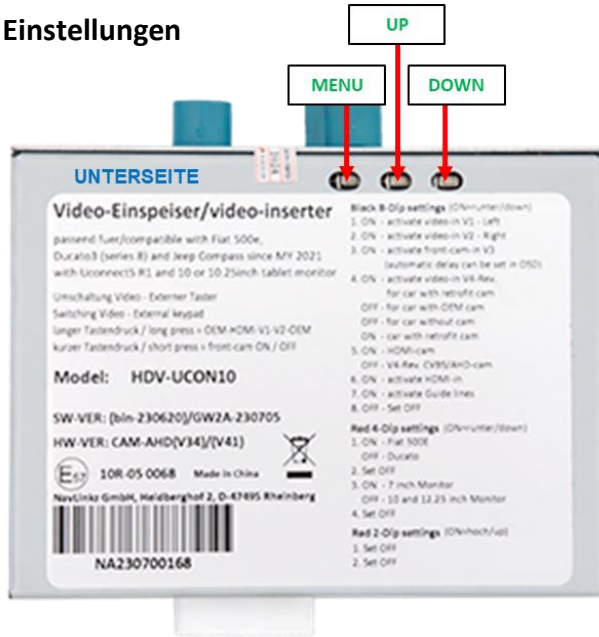 Einstellungen
UP
MENU
DOWN
UNTERSEITE
Video-Einspeiser/video-inserter
passend fuer/compatible with Fiat 500e,
Ducato3 (series 8) and Jeep Compass since MY 2021
with Uconnect5 R1 and 10 or 10.25inch tablet monitor
Umschaltung Video - Externer Taster
Switching Video - External keypad
langer Tastendruck / long press = OEM-HDMI-V1-V2-OEM
kurzer Tastendruck / short press = front-cam ON / OFF
Model: HDV-UCON10
SW-VER: (bin-230620)/GW2A-230705
HW-VER: CAM-AHD(V34)/(V41)
E57
10R-05 0068 Made in China
NavLinkz GmbH, Heidberghof 2, D-47495 Rheinberg
NA230700168
Black 8-Dip settings (ON=runter/down)
1. ON - activate video-in V1 - Left
2. ON - activate video-in V2 - Right
3. ON - activate front-cam-in V3
(automatic delay can be set in OSD)
4. ON - activate video-in V4-Rev.
for car with retrofit cam
OFF - for car with OEM cam
OFF - for car without cam
ON - car with retrofit cam
5. ON - HDMI-cam
OFF - V4-Rev. CVBS/AHD-cam
6. ON - activate HDMI-in
7. ON - activate Guide lines
8. OFF - Set OFF
Red 4-Dip settings (ON=runter/down)
1. ON - Fiat 500E
OFF - Ducato
2. Set OFF
3. ON - 7 inch Monitor
OFF - 10 and 12.25 inch Monitor
4. Set OFF
Red 2-Dip settings (ON=hoch/up)
1. Set OFF
2. Set OFF